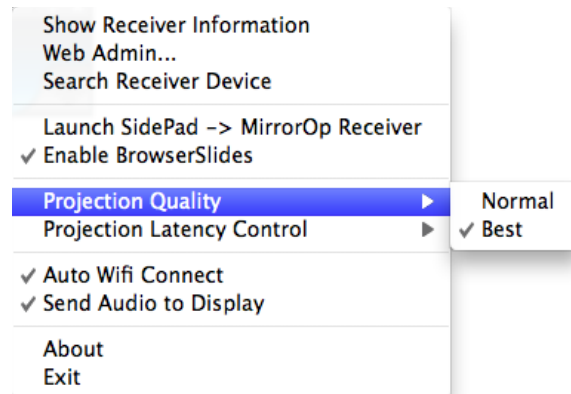 Show Receiver Information
Web Admin...
Search Receiver Device
Launch SidePad -> MirrorOp Receiver
✓ Enable BrowserSlides
Projection Quality ▶
Normal
✓ Best
Projection Latency Control ▶
✓ Auto Wifi Connect
✓ Send Audio to Display
About
Exit